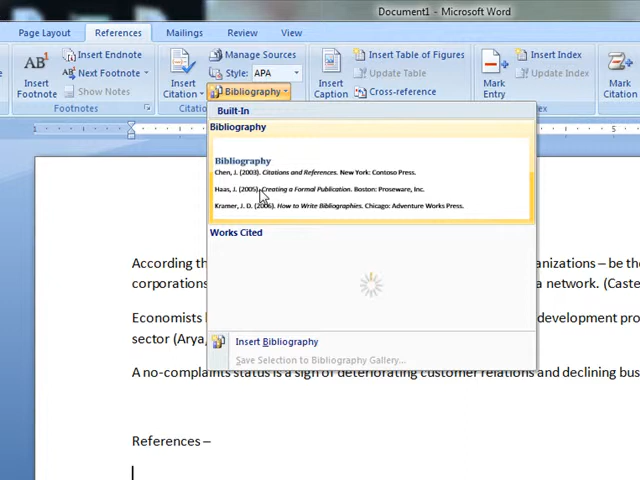 Document1 - Microsoft Word
Page Layout References Mailings Review View
AB¹ Insert Endnote Manage Sources Insert Table of Figures Insert Index
Insert Footnote Next Footnote Insert Citation Style: APA Insert Caption Update Table Mark Entry Update Index Mark Citation
Show Notes Bibliography Cross-reference
Footnotes
Built-In
Bibliography
Bibliography
Chen, J. (2003). Citations and References. New York: Contoso Press.
Haas, J. (2005). Creating a Formal Publication. Boston: Proseware, Inc.
Kramer, J. D. (2006). How to Write Bibliographies. Chicago: Adventure Works Press.
Works Cited
According th
anizations – be the
corporations
a network. (Caste
Economists
development pro
sector (Arya,
Insert Bibliography
Save Selection to Bibliography Gallery...
A no-complaints status is a sign of deteriorating customer relations and declining bus
References –